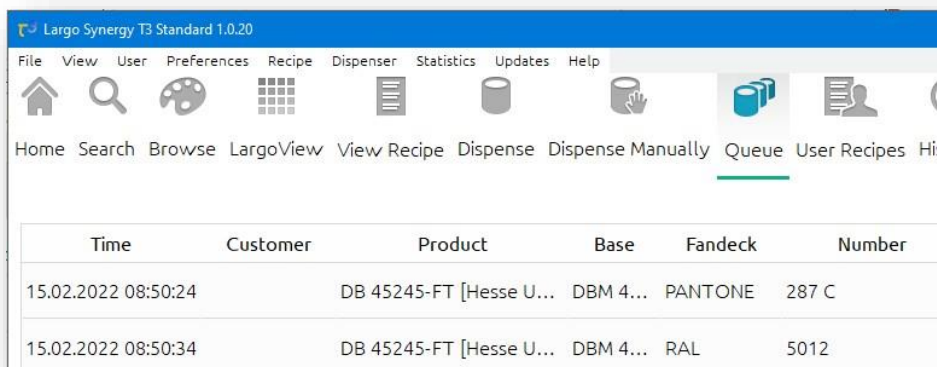 Largo Synergy T3 Standard 1.0.20
File View User Preferences Recipe Dispenser Statistics Updates Help
Home Search Browse LargoView View Recipe Dispense Dispense Manually Queue User Recipes His
Time Customer Product Base Fandeck Number
15.02.2022 08:50:24 DB 45245-FT [Hesse U... DBM 4... PANTONE 287 C
15.02.2022 08:50:34 DB 45245-FT [Hesse U... DBM 4... RAL 5012